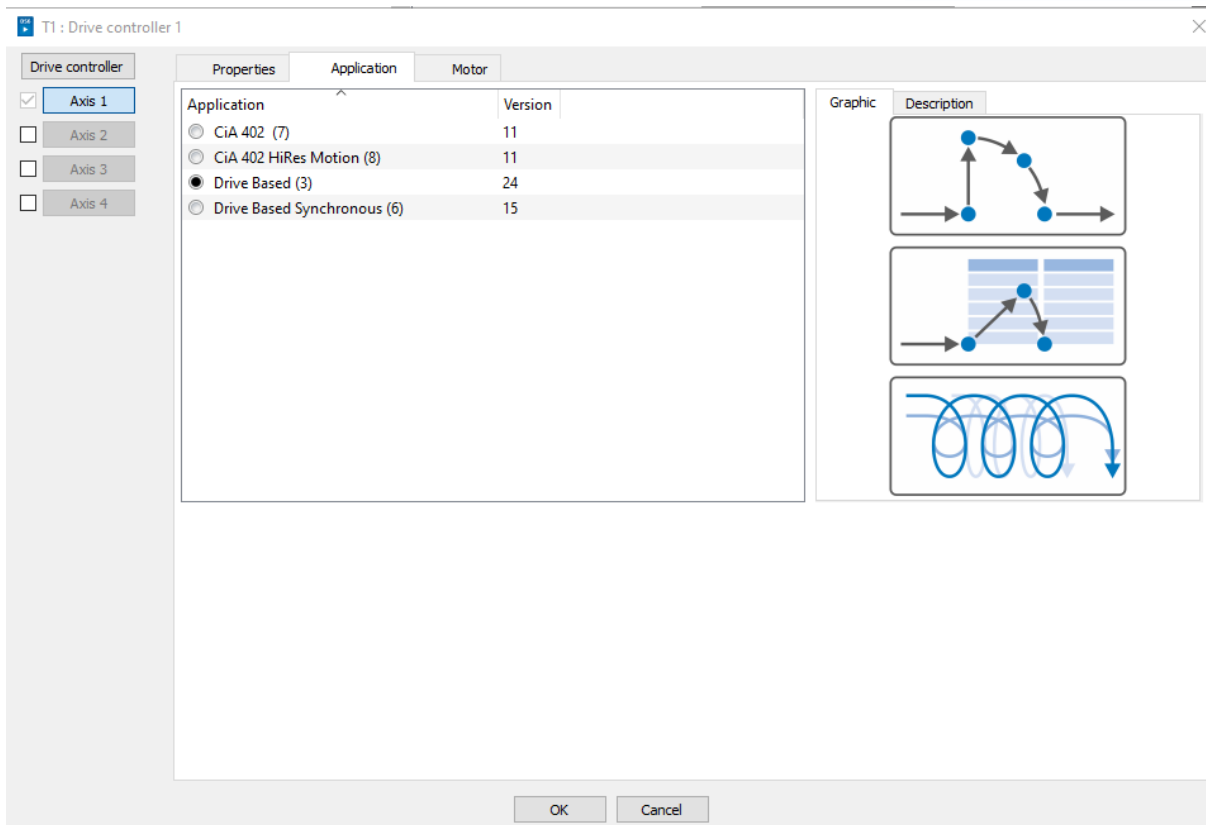 T1 : Drive controller 1
Drive controller
Axis 1
Axis 2
Axis 3
Axis 4
Properties Application Motor
Application Version
CiA 402 (7) 11
CiA 402 HiRes Motion (8) 11
Drive Based (3) 24
Drive Based Synchronous (6) 15
Graphic Description
OK Cancel